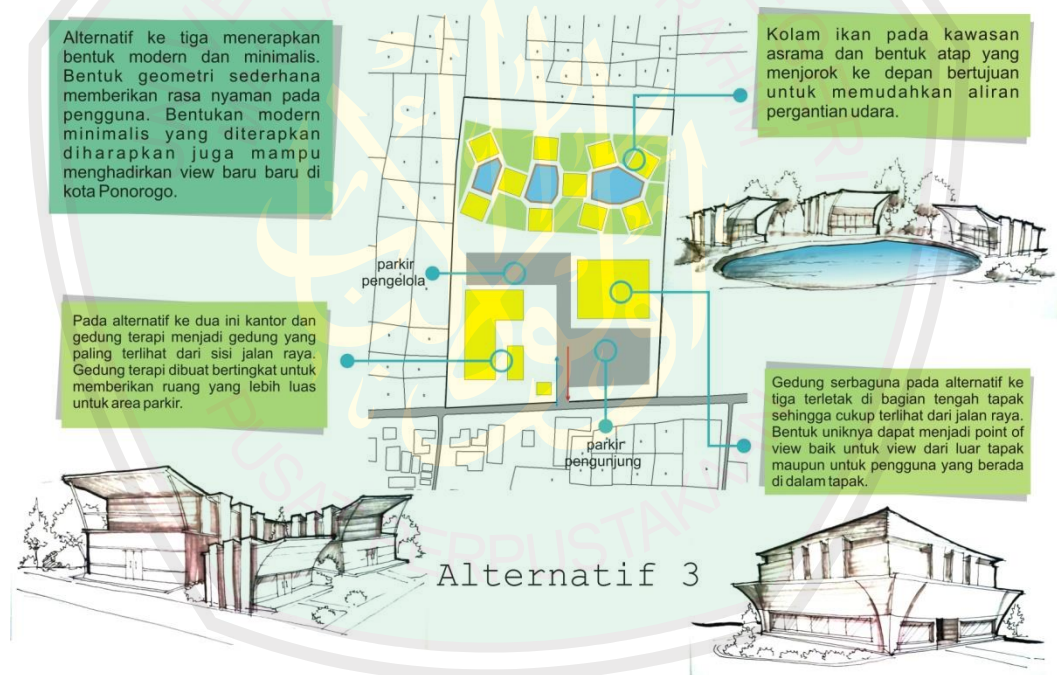 Alternatif ke tiga menerapkan
bentuk modern dan minimalis.
Bentuk geometri sederhana
memberikan rasa nyaman pada
pengguna. Bentukan modern
minimalis yang diterapkan
diharapkan juga mampu
menghadirkan view baru baru di
kota Ponorogo.
Kolam ikan pada kawasan
asrama dan bentuk atap yang
menjorok ke depan bertujuan
untuk memudahkan aliran
pergantian udara.
parkir
pengelola
Pada alternatif ke dua ini kantor dan
gedung terapi menjadi gedung yang
paling terlihat dari sisi jalan raya.
Gedung terapi dibuat bertingkat untuk
memberikan ruang yang lebih luas
untuk area parkir.
parkir
pengunjung
Gedung serbaguna pada alternatif ke
tiga terletak di bagian tengah tapak
sehingga cukup terlihat dari jalan raya.
Bentuk uniknya dapat menjadi point of
view baik untuk view dari luar tapak
maupun untuk pengguna yang berada
di dalam tapak.
Alternatif 3